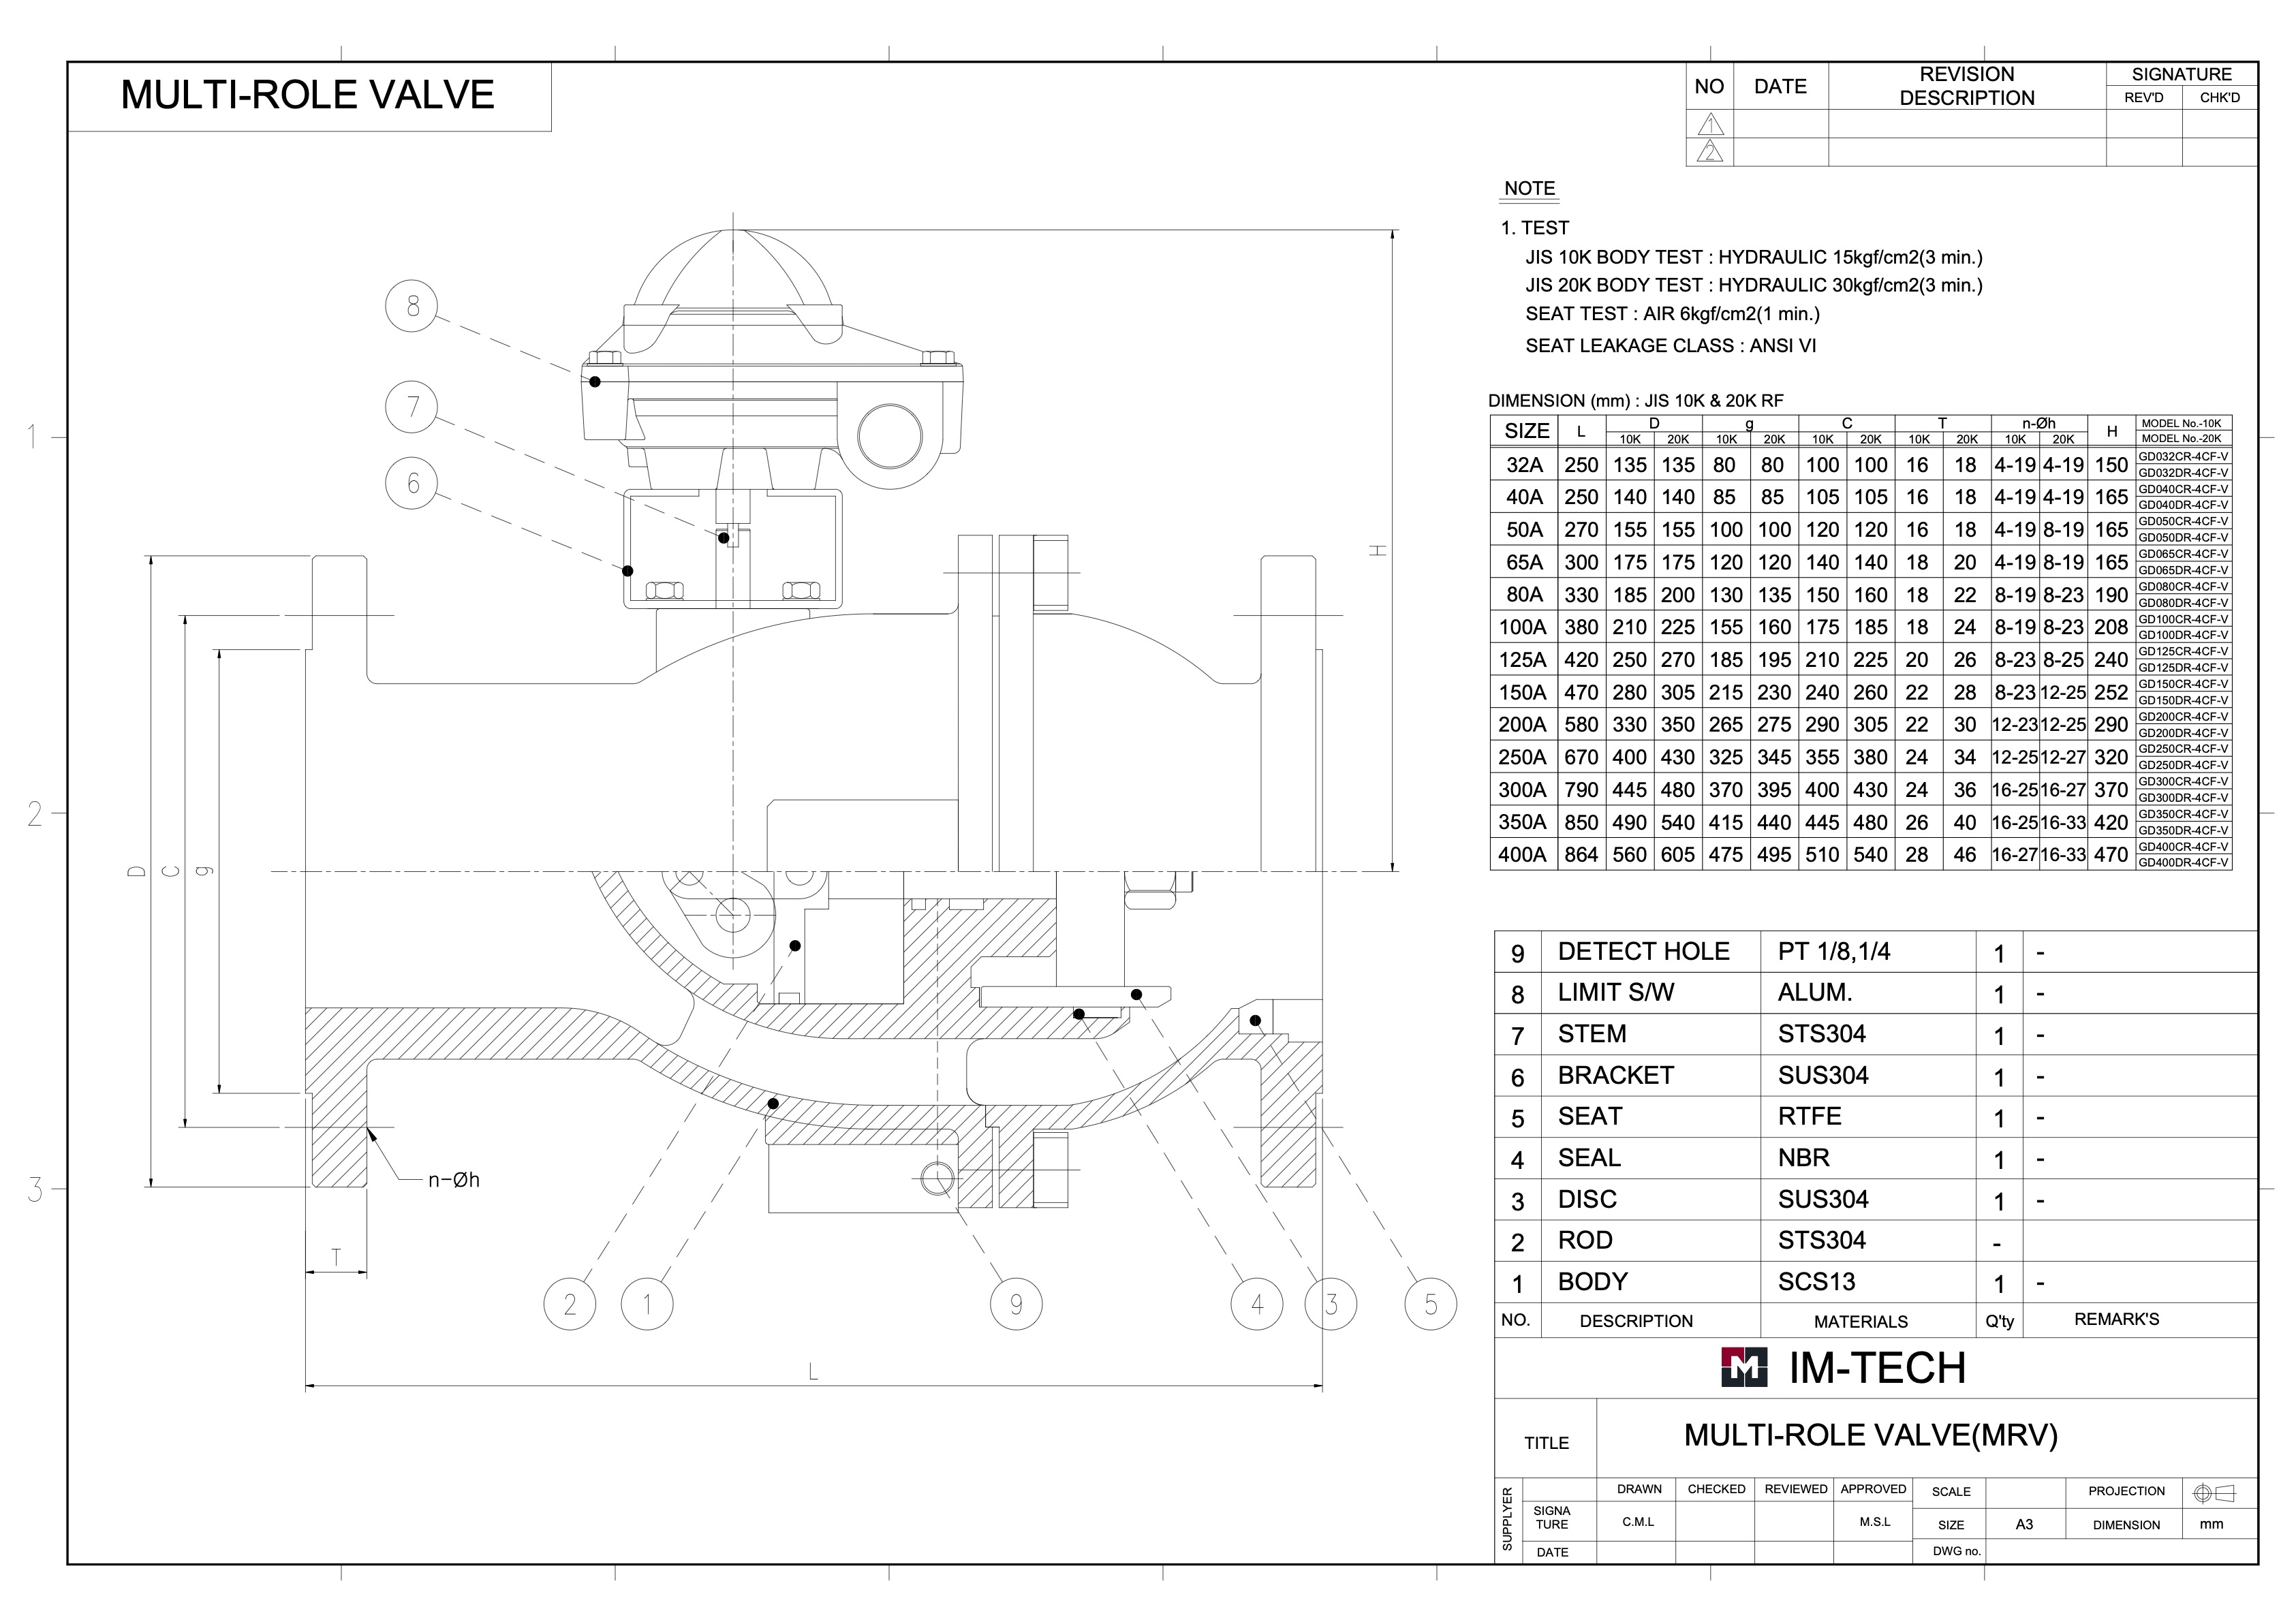 MULTI-ROLE VALVE
NO DATE REVISION DESCRIPTION SIGNATURE
REV'D CHK'D
1
2
NOTE
1. TEST
JIS 10K BODY TEST : HYDRAULIC 15kgf/cm2(3 min.)
JIS 20K BODY TEST : HYDRAULIC 30kgf/cm2(3 min.)
SEAT TEST : AIR 6kgf/cm2(1 min.)
SEAT LEAKAGE CLASS : ANSI VI
8
7
6
1
2
3
H
D
C
g
n-Øh
T
2
1
9
4
3
5
L
DIMENSION (mm) : JIS 10K & 20K RF
SIZE L D g C T n-Øh H MODEL No.-10K
10K 20K 10K 20K 10K 20K 10K 20K 10K 20K MODEL No.-20K
32A 250 135 135 80 80 100 100 16 18 4-19 4-19 150 GD032CR-4CF-V
GD032DR-4CF-V
40A 250 140 140 85 85 105 105 16 18 4-19 4-19 165 GD040CR-4CF-V
GD040DR-4CF-V
50A 270 155 155 100 100 120 120 16 18 4-19 8-19 165 GD050CR-4CF-V
GD050DR-4CF-V
65A 300 175 175 120 120 140 140 18 20 4-19 8-19 165 GD065CR-4CF-V
GD065DR-4CF-V
80A 330 185 200 130 135 150 160 18 22 8-19 8-23 190 GD080CR-4CF-V
GD080DR-4CF-V
100A 380 210 225 155 160 175 185 18 24 8-19 8-23 208 GD100CR-4CF-V
GD100DR-4CF-V
125A 420 250 270 185 195 210 225 20 26 8-23 8-25 240 GD125CR-4CF-V
GD125DR-4CF-V
150A 470 280 305 215 230 240 260 22 28 8-23 12-25 252 GD150CR-4CF-V
GD150DR-4CF-V
200A 580 330 350 265 275 290 305 22 30 12-23 12-25 290 GD200CR-4CF-V
GD200DR-4CF-V
250A 670 400 430 325 345 355 380 24 34 12-25 12-27 320 GD250CR-4CF-V
GD250DR-4CF-V
300A 790 445 480 370 395 400 430 24 36 16-25 16-27 370 GD300CR-4CF-V
GD300DR-4CF-V
350A 850 490 540 415 440 445 480 26 40 16-25 16-33 420 GD350CR-4CF-V
GD350DR-4CF-V
400A 864 560 605 475 495 510 540 28 46 16-27 16-33 470 GD400CR-4CF-V
GD400DR-4CF-V
9 DETECT HOLE PT 1/8,1/4 1 -
8 LIMIT S/W ALUM. 1 -
7 STEM STS304 1 -
6 BRACKET SUS304 1 -
5 SEAT RTFE 1 -
4 SEAL NBR 1 -
3 DISC SUS304 1 -
2 ROD STS304 -
1 BODY SCS13 1 -
NO. DESCRIPTION MATERIALS Q'ty REMARK'S
M IM-TECH
TITLE MULTI-ROLE VALVE(MRV)
SUPPLYER
DRAWN CHECKED REVIEWED APPROVED SCALE PROJECTION
SIGNA
TURE C.M.L M.S.L SIZE A3 DIMENSION mm
DATE DWG no.